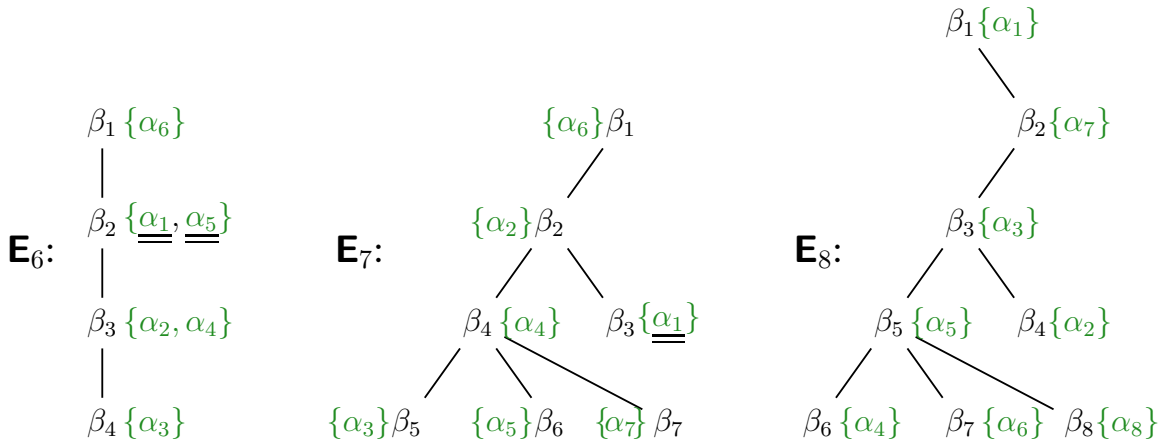 β₁{α₁}
β₁ {α₆}
{α₆}β₁
β₂{α₇}
E₆:
β₂ {α₁, α₅}
E₇:
{α₂}β₂
E₈:
β₃{α₃}
β₃ {α₂, α₄}
β₄ {α₄}
β₃{α₁}
β₅ {α₅}
β₄{α₂}
β₄ {α₃}
{α₃}β₅
{α₅}β₆
{α₇} β₇
β₆ {α₄}
β₇ {α₆}
β₈{α₈}